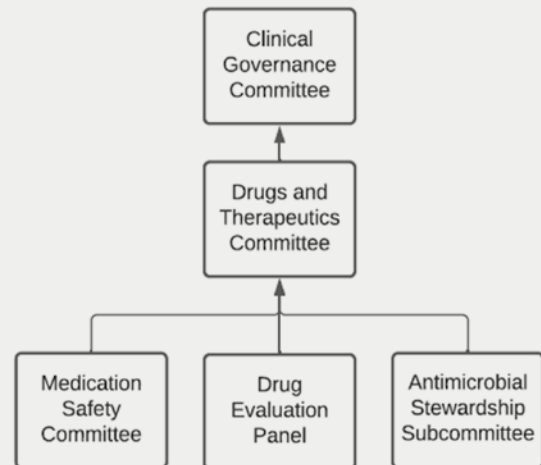 Clinical
Governance
Committee
Drugs and
Therapeutics
Committee
Medication
Safety
Committee
Drug
Evaluation
Panel
Antimicrobial
Stewardship
Subcommittee